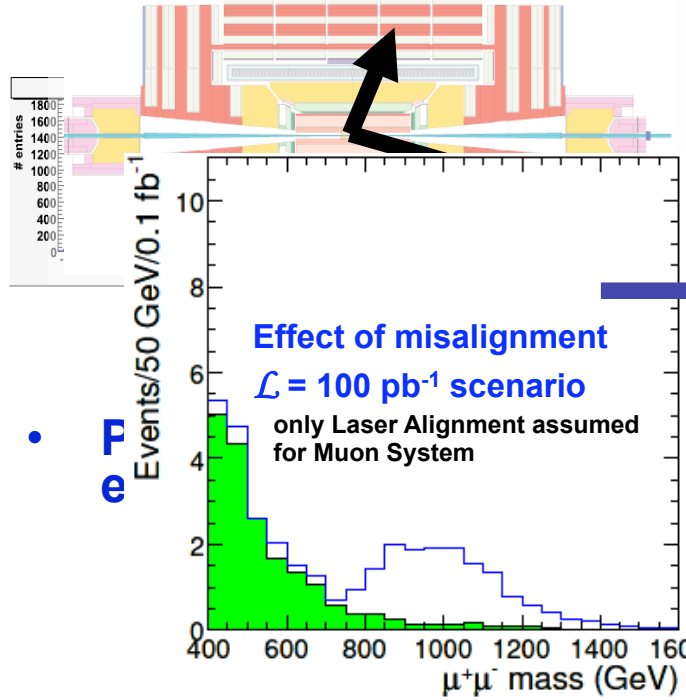 # entries
1800
1600
1400
1200
1000
800
600
400
200
0
Events/50 GeV/0.1 fb⁻¹
10
8
6
4
2
0
Effect of misalignment
ℒ = 100 pb⁻¹ scenario
only Laser Alignment assumed
for Muon System
• P
e
400 600 800 1000 1200 1400 160
μ⁺μ⁻ mass (GeV)